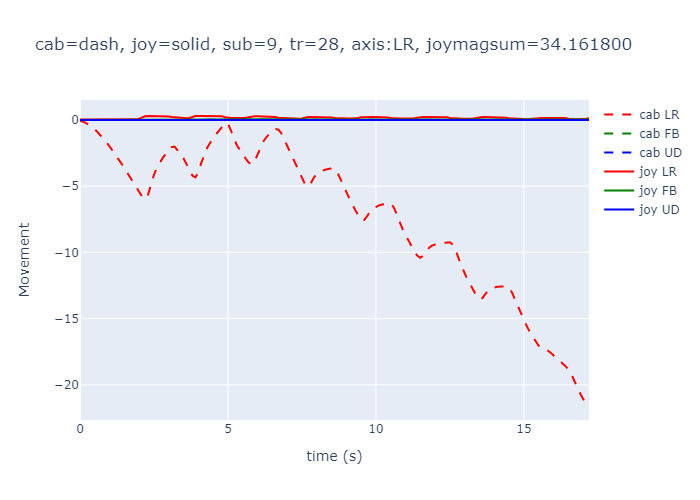 cab=dash, joy=solid, sub=9, tr=28, axis:LR, joymagsum=34.161800
cab LR
cab FB
cab UD
joy LR
joy FB
joy UD
0
−5
−10
−15
−20
Movement
0
5
10
15
time (s)